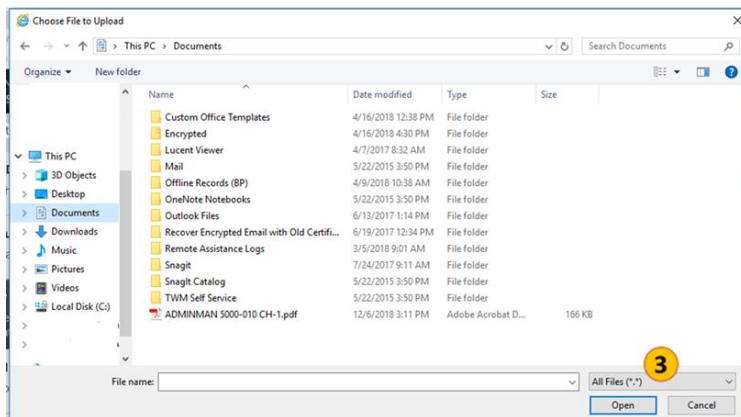 Choose File to Upload
This PC > Documents
Search Documents
Organize
New folder
Name Date modified Type Size
Custom Office Templates 4/16/2018 12:38 PM File folder
Encrypted 4/16/2018 4:30 PM File folder
Lucent Viewer 4/7/2017 8:32 AM File folder
This PC
Mail 5/22/2015 3:50 PM File folder
3D Objects
Offline Records (BP) 4/9/2018 10:38 AM File folder
Desktop
OneNote Notebooks 5/22/2015 3:50 PM File folder
Documents
Outlook Files 6/13/2017 1:14 PM File folder
Downloads
Recover Encrypted Email with Old Certifi... 6/19/2017 12:34 PM File folder
Music
Remote Assistance Logs 3/5/2018 9:01 AM File folder
Pictures
Snagit 7/24/2017 9:11 AM File folder
Videos
SnagIt Catalog 5/22/2015 3:50 PM File folder
Local Disk (C:)
TWM Self Service 5/22/2015 3:50 PM File folder
ADMINMAN 5000-010 CH-1.pdf 12/6/2018 3:11 PM Adobe Acrobat D... 166 KB
3
File name:
All Files (*.*)
Open
Cancel